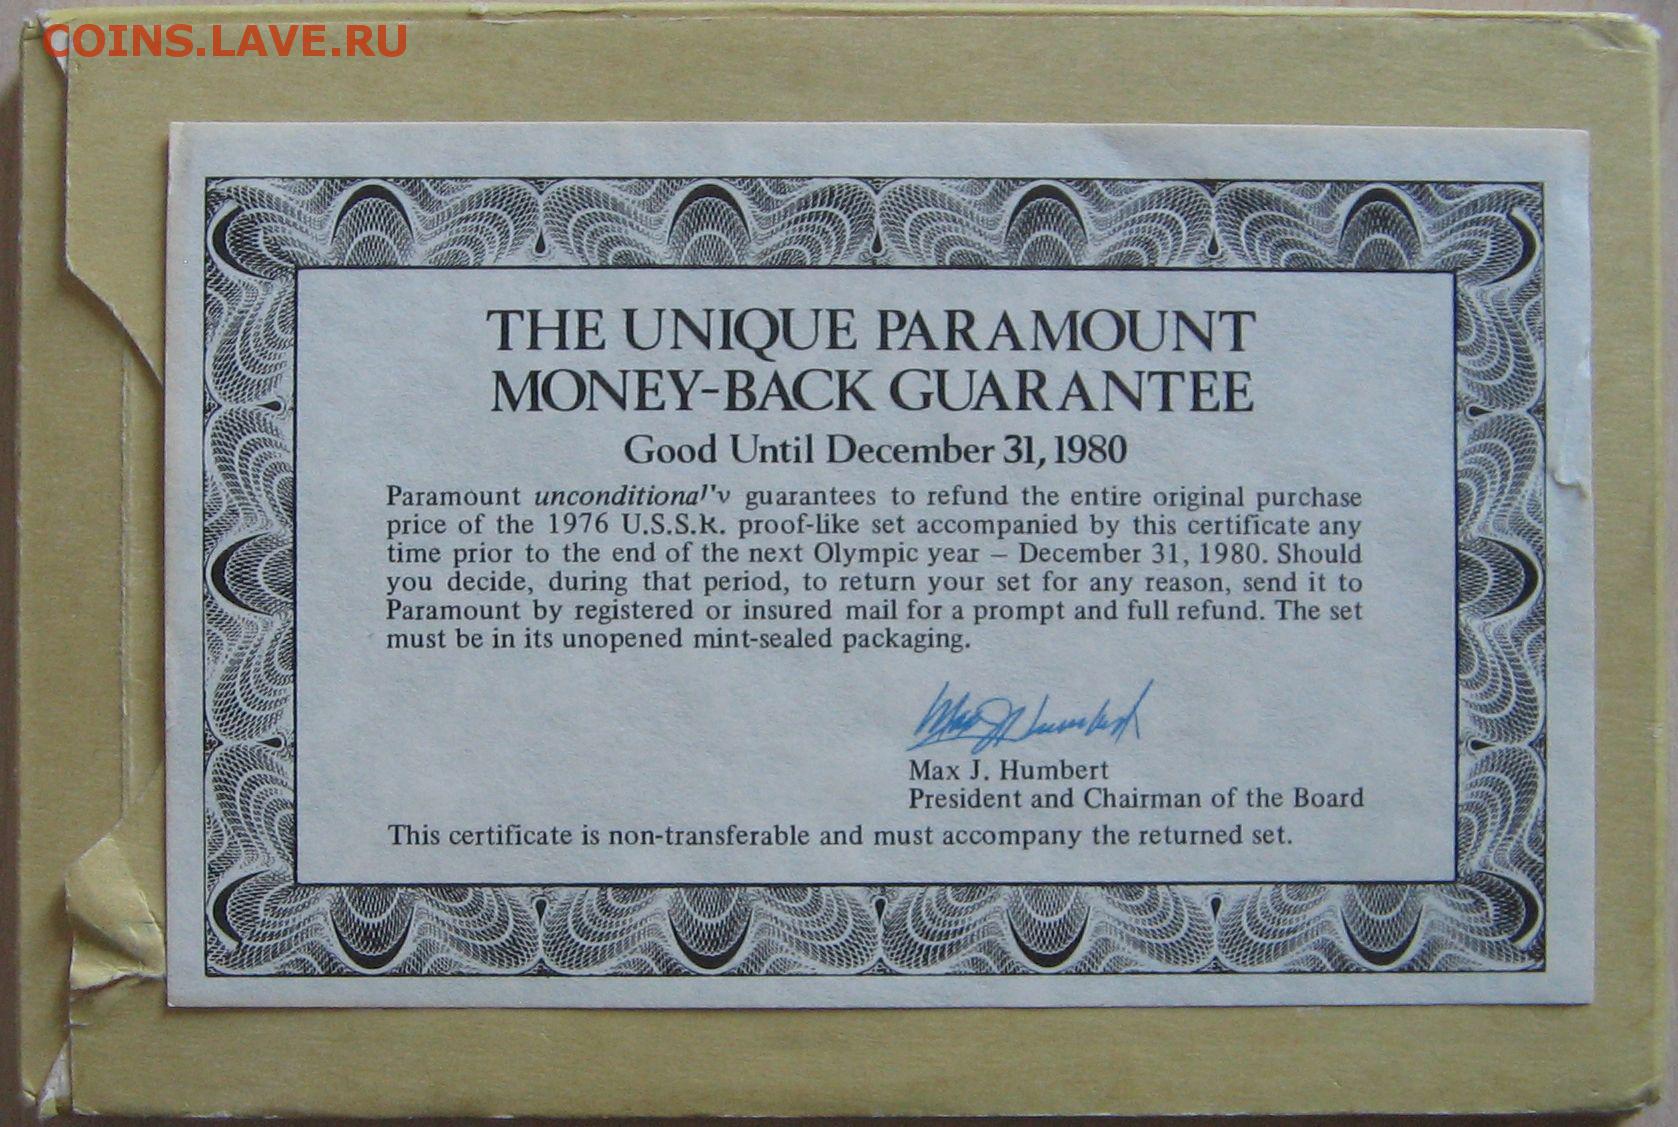 COINS.LAVE.RU
THE UNIQUE PARAMOUNT
MONEY-BACK GUARANTEE
Good Until December 31, 1980
Paramount unconditional'v guarantees to refund the entire original purchase
price of the 1976 U.S.S.R. proof-like set accompanied by this certificate any
time prior to the end of the next Olympic year – December 31, 1980. Should
you decide, during that period, to return your set for any reason, send it to
Paramount by registered or insured mail for a prompt and full refund. The set
must be in its unopened mint-sealed packaging.
Max J Humbert
Max J. Humbert
President and Chairman of the Board
This certificate is non-transferable and must accompany the returned set.